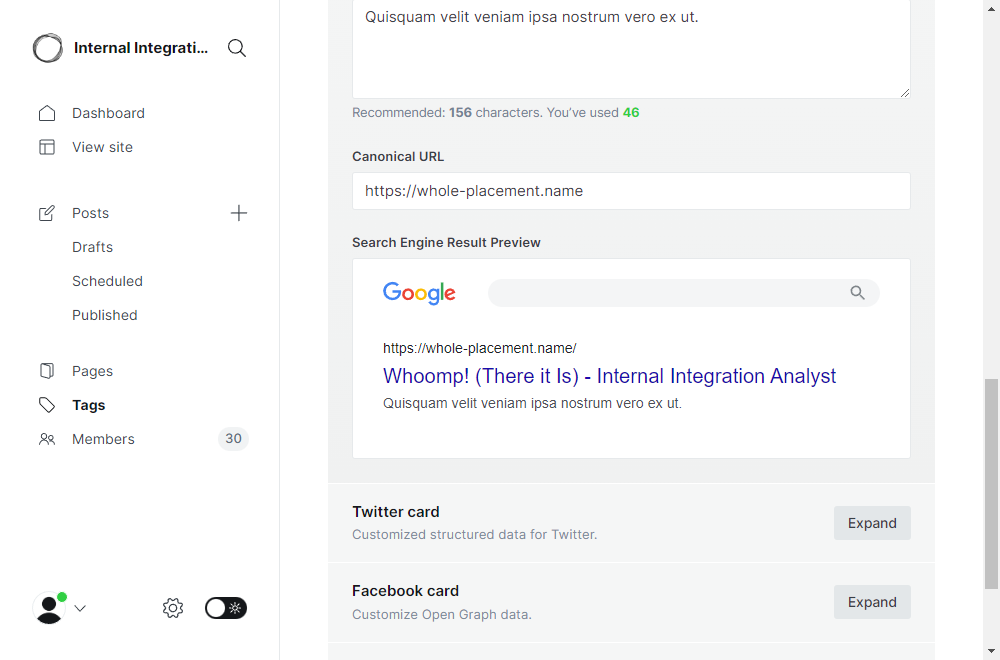 Internal Integrati...
Dashboard
View site
Posts
Drafts
Scheduled
Published
Pages
Tags
Members 30
Quisquam velit veniam ipsa nostrum vero ex ut.
Recommended: 156 characters. You’ve used 46
Canonical URL
https://whole-placement.name
Search Engine Result Preview
Google
https://whole-placement.name/
Whoomp! (There it Is) - Internal Integration Analyst
Quisquam velit veniam ipsa nostrum vero ex ut.
Twitter card
Customized structured data for Twitter.
Expand
Facebook card
Customize Open Graph data.
Expand